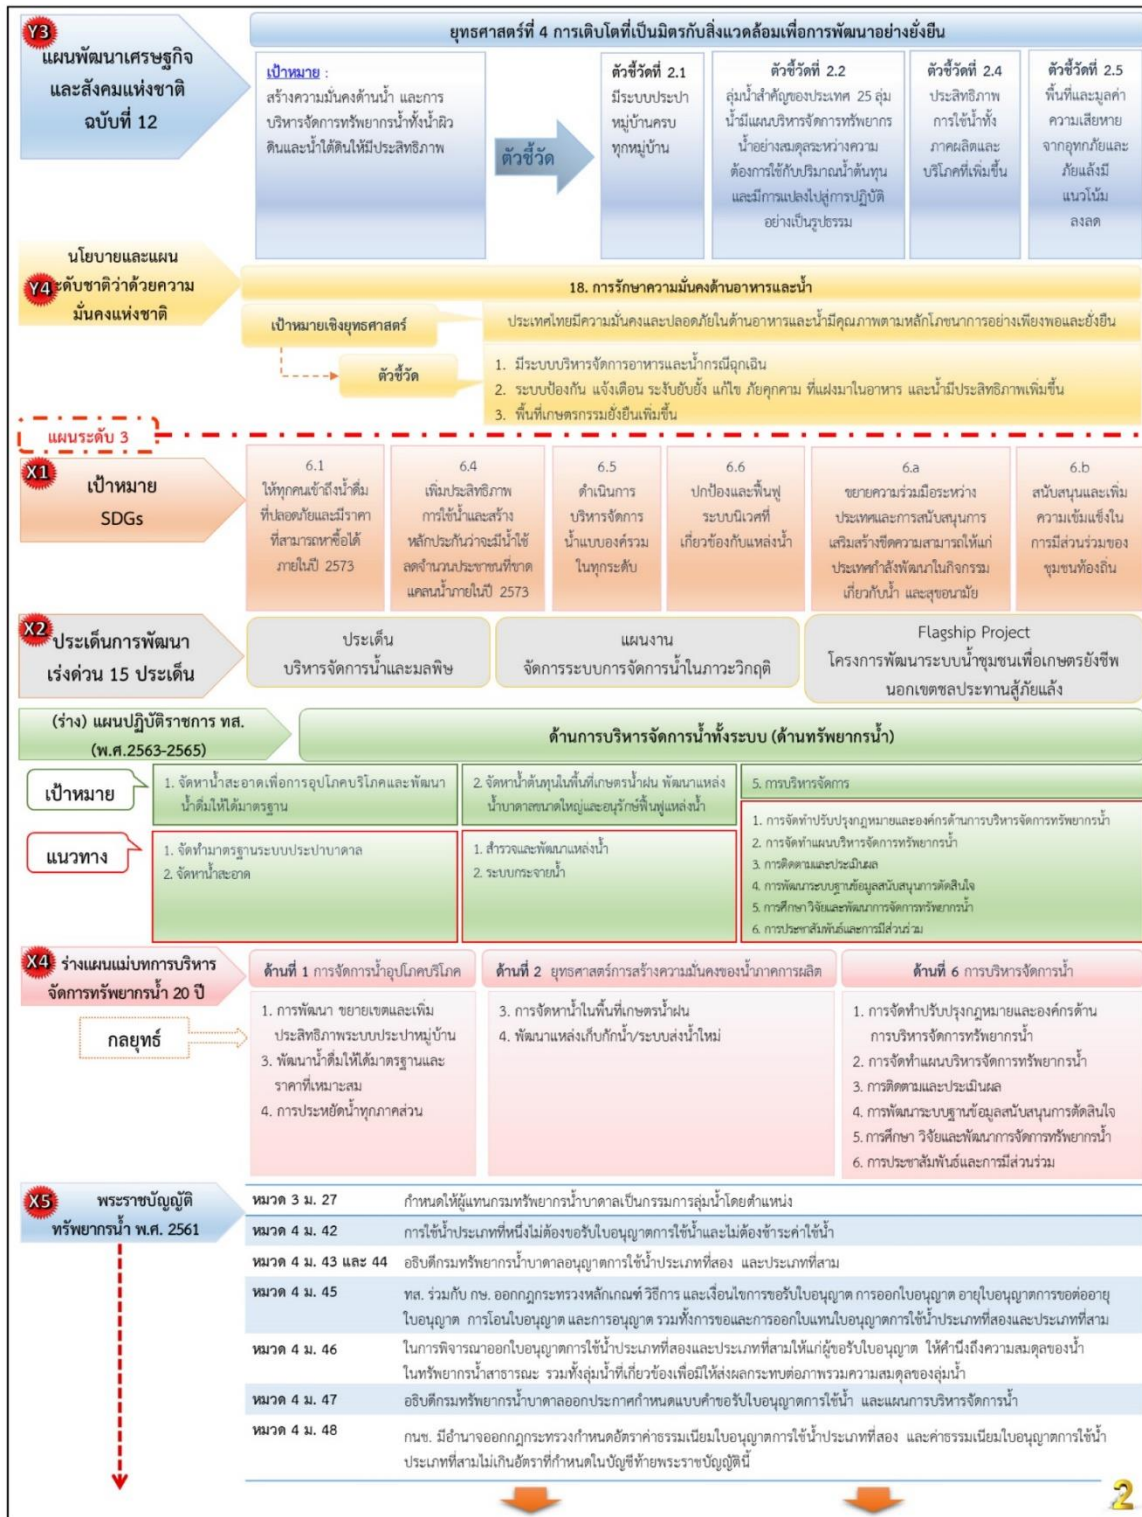 Y3
แผนพัฒนาเศรษฐกิจ
และสังคมแห่งชาติ
ฉบับที่ 12
ยุทธศาสตร์ที่ 4 การเติบโตที่เป็นมิตรกับสิ่งแวดล้อมเพื่อการพัฒนาอย่างยั่งยืน
เป้าหมาย :
สร้างความมั่นคงด้านน้ำ และการ
บริหารจัดการทรัพยากรน้ำทั้งน้ำผิว
ดินและน้ำใต้ดินให้มีประสิทธิภาพ
ตัวชี้วัด
ตัวชี้วัดที่ 2.1
มีระบบประปา
หมู่บ้านครบ
ทุกหมู่บ้าน
ตัวชี้วัดที่ 2.2
ลุ่มน้ำสำคัญของประเทศ 25 ลุ่ม
น้ำมีแผนบริหารจัดการทรัพยากร
น้ำอย่างสมดุลระหว่างความ
ต้องการใช้กับปริมาณน้ำต้นทุน
และมีการแปลงไปสู่การปฏิบัติ
อย่างเป็นรูปธรรม
ตัวชี้วัดที่ 2.4
ประสิทธิภาพ
การใช้น้ำทั้ง
ภาคผลิตและ
บริโภคที่เพิ่มขึ้น
ตัวชี้วัดที่ 2.5
พื้นที่และมูลค่า
ความเสียหาย
จากอุทกภัยและ
ภัยแล้งมี
แนวโน้ม
ลงลด
นโยบายและแผน
Y4 ะดับชาติว่าด้วยความ
มั่นคงแห่งชาติ
18. การรักษาความมั่นคงด้านอาหารและน้ำ
เป้าหมายเชิงยุทธศาสตร์
ประเทศไทยมีความมั่นคงและปลอดภัยในด้านอาหารและน้ำมีคุณภาพตามหลักโภชนาการอย่างเพียงพอและยั่งยืน
ตัวชี้วัด
1. มีระบบบริหารจัดการอาหารและน้ำกรณีฉุกเฉิน
2. ระบบป้องกัน แจ้งเตือน ระงับยับยั้ง แก้ไข ภัยคุกคาม ที่แฝงมาในอาหาร และน้ำมีประสิทธิภาพเพิ่มขึ้น
3. พื้นที่เกษตรกรรมยั่งยืนเพิ่มขึ้น
แผนระดับ 3
X1
เป้าหมาย
SDGs
6.1
ให้ทุกคนเข้าถึงน้ำดื่ม
ที่ปลอดภัยและมีราคา
ที่สามารถหาซื้อได้
ภายในปี 2573
6.4
เพิ่มประสิทธิภาพ
การใช้น้ำและสร้าง
หลักประกันว่าจะมีน้ำใช้
ลดจำนวนประชาชนที่ขาด
แคลนน้ำภายในปี 2573
6.5
ดำเนินการ
บริหารจัดการ
น้ำแบบองค์รวม
ในทุกระดับ
6.6
ปกป้องและฟื้นฟู
ระบบนิเวศที่
เกี่ยวข้องกับแหล่งน้ำ
6.a
ขยายความร่วมมือระหว่าง
ประเทศและการสนับสนุนการ
เสริมสร้างขีดความสามารถให้แก่
ประเทศกำลังพัฒนาในกิจกรรม
เกี่ยวกับน้ำ และสุขอนามัย
6.b
สนับสนุนและเพิ่ม
ความเข้มแข็งใน
การมีส่วนร่วมของ
ชุมชนท้องถิ่น
X2
ประเด็นการพัฒนา
เร่งด่วน 15 ประเด็น
ประเด็น
บริหารจัดการน้ำและมลพิษ
แผนงาน
จัดการระบบการจัดการน้ำในภาวะวิกฤติ
Flagship Project
โครงการพัฒนาระบบน้ำชุมชนเพื่อเกษตรยังชีพ
นอกเขตชลประทานสู้ภัยแล้ง
(ร่าง) แผนปฏิบัติราชการ ทส.
(พ.ศ.2563-2565)
ด้านการบริหารจัดการน้ำทั้งระบบ (ด้านทรัพยากรน้ำ)
เป้าหมาย
1. จัดหาน้ำสะอาดเพื่อการอุปโภคบริโภคและพัฒนา
น้ำดื่มให้ได้มาตรฐาน
2. จัดหาน้ำต้นทุนในพื้นที่เกษตรน้ำฝน พัฒนาแหล่ง
น้ำบาดาลขนาดใหญ่และอนุรักษ์ฟื้นฟูแหล่งน้ำ
5. การบริหารจัดการ
แนวทาง
1. จัดทำมาตรฐานระบบประปาบาดาล
2. จัดหาน้ำสะอาด
1. สำรวจและพัฒนาแหล่งน้ำ
2. ระบบกระจายน้ำ
1. การจัดทำปรับปรุงกฎหมายและองค์กรด้านการบริหารจัดการทรัพยากรน้ำ
2. การจัดทำแผนบริหารจัดการทรัพยากรน้ำ
3. การติดตามและประเมินผล
4. การพัฒนาระบบฐานข้อมูลสนับสนุนการตัดสินใจ
5. การศึกษา วิจัยและพัฒนาการจัดการทรัพยากรน้ำ
6. การประชาสัมพันธ์และการมีส่วนร่วม
X4 ร่างแผนแม่บทการบริหาร
จัดการทรัพยากรน้ำ 20 ปี
กลยุทธ์
ด้านที่ 1 การจัดการน้ำอุปโภคบริโภค
1. การพัฒนา ขยายเขตและเพิ่ม
ประสิทธิภาพระบบประปาหมู่บ้าน
3. พัฒนาน้ำดื่มให้ได้มาตรฐานและ
ราคาที่เหมาะสม
4. การประหยัดน้ำทุกภาคส่วน
ด้านที่ 2 ยุทธศาสตร์การสร้างความมั่นคงของน้ำภาคการผลิต
3. การจัดหาน้ำในพื้นที่เกษตรน้ำฝน
4. พัฒนาแหล่งเก็บกักน้ำ/ระบบส่งน้ำใหม่
ด้านที่ 6 การบริหารจัดการน้ำ
1. การจัดทำปรับปรุงกฎหมายและองค์กรด้าน
การบริหารจัดการทรัพยากรน้ำ
2. การจัดทำแผนบริหารจัดการทรัพยากรน้ำ
3. การติดตามและประเมินผล
4. การพัฒนาระบบฐานข้อมูลสนับสนุนการตัดสินใจ
5. การศึกษา วิจัยและพัฒนาการจัดการทรัพยากรน้ำ
6. การประชาสัมพันธ์และการมีส่วนร่วม
X5 พระราชบัญญัติ
ทรัพยากรน้ำ พ.ศ. 2561
หมวด 3 ม. 27 กำหนดให้ผู้แทนกรมทรัพยากรน้ำบาดาลเป็นกรรมการลุ่มน้ำโดยตำแหน่ง
หมวด 4 ม. 42 การใช้น้ำประเภทที่หนึ่งไม่ต้องขอรับใบอนุญาตการใช้น้ำและไม่ต้องชำระค่าใช้น้ำ
หมวด 4 ม. 43 และ 44 อธิบดีกรมทรัพยากรน้ำบาดาลอนุญาตการใช้น้ำประเภทที่สอง และประเภทที่สาม
หมวด 4 ม. 45 ทส. ร่วมกับ กษ. ออกกฎกระทรวงหลักเกณฑ์ วิธีการ และเงื่อนไขการขอรับใบอนุญาต การออกใบอนุญาต อายุใบอนุญาตการขอต่ออายุ
ใบอนุญาต การโอนใบอนุญาต และการอนุญาต รวมทั้งการขอและการออกใบแทนใบอนุญาตการใช้น้ำประเภทที่สองและประเภทที่สาม
หมวด 4 ม. 46 ในการพิจารณาออกใบอนุญาตการใช้น้ำประเภทที่สองและประเภทที่สามให้แก่ผู้ขอรับใบอนุญาต ให้คำนึงถึงความสมดุลของน้ำ
ในทรัพยากรน้ำสาธารณะ รวมทั้งลุ่มน้ำที่เกี่ยวข้องเพื่อมิให้ส่งผลกระทบต่อภาพรวมความสมดุลของลุ่มน้ำ
หมวด 4 ม. 47 อธิบดีกรมทรัพยากรน้ำบาดาลออกประกาศกำหนดแบบคำขอรับใบอนุญาตการใช้น้ำ และแผนการบริหารจัดการน้ำ
หมวด 4 ม. 48 กนช. มีอำนาจออกกฎกระทรวงกำหนดอัตราค่าธรรมเนียมใบอนุญาตการใช้น้ำประเภทที่สอง และค่าธรรมเนียมใบอนุญาตการใช้น้ำ
ประเภทที่สามไม่เกินอัตราที่กำหนดในบัญชีท้ายพระราชบัญญัตินี้
2